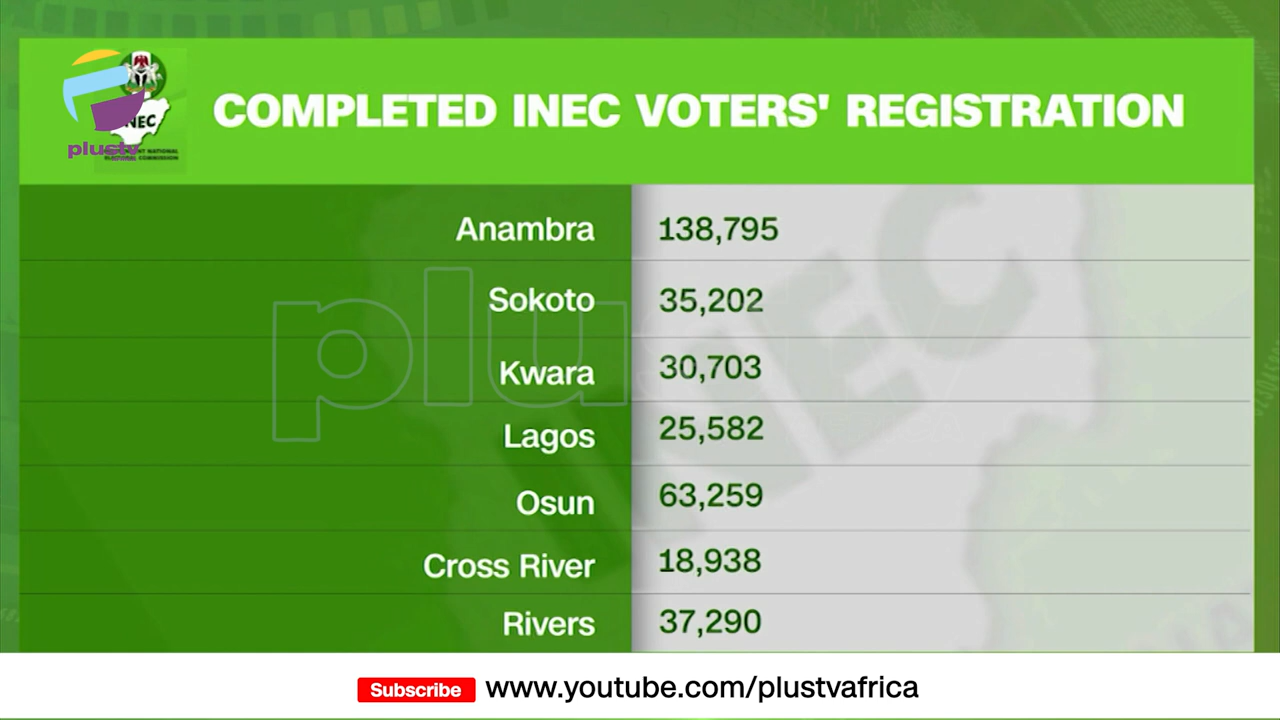 COMPLETED INEC VOTERS' REGISTRATION
plustv
Anambra 138,795
Sokoto 35,202
Kwara 30,703
Lagos 25,582
Osun 63,259
Cross River 18,938
Rivers 37,290
plu
INEC
Subscribe www.youtube.com/plustvafrica